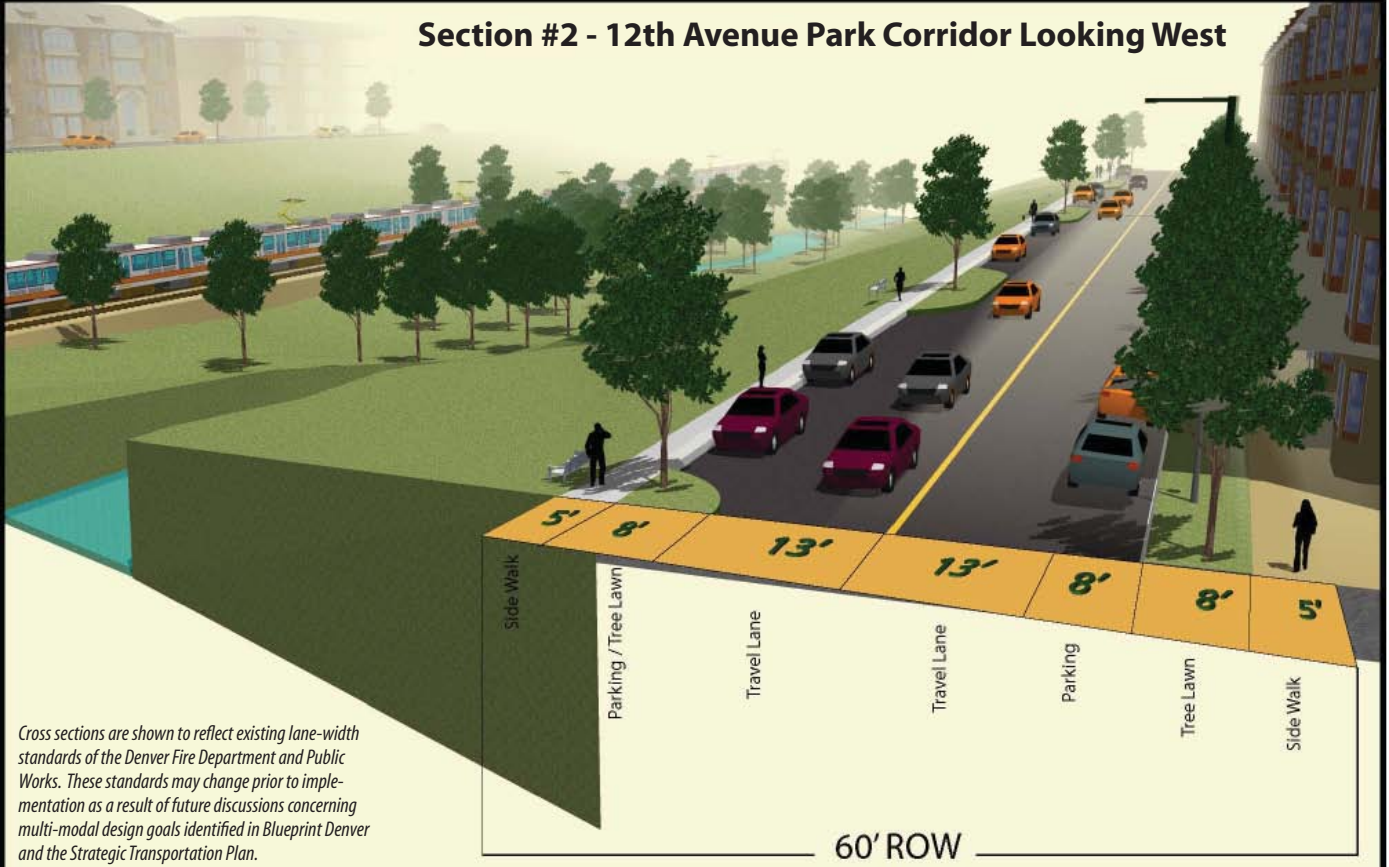 Section #2 - 12th Avenue Park Corridor Looking West
5'
8'
13'
13'
8'
8'
5'
Side Walk
Parking / Tree Lawn
Travel Lane
Travel Lane
Parking
Tree Lawn
Side Walk
60' ROW
Cross sections are shown to reflect existing lane-width
standards of the Denver Fire Department and Public
Works. These standards may change prior to imple-
mentation as a result of future discussions concerning
multi-modal design goals identified in Blueprint Denver
and the Strategic Transportation Plan.